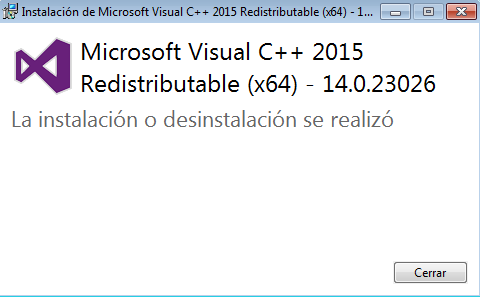 Instalación de Microsoft Visual C++ 2015 Redistributable (x64) - 1...
Microsoft Visual C++ 2015
Redistributable (x64) - 14.0.23026
La instalación o desinstalación se realizó
Cerrar